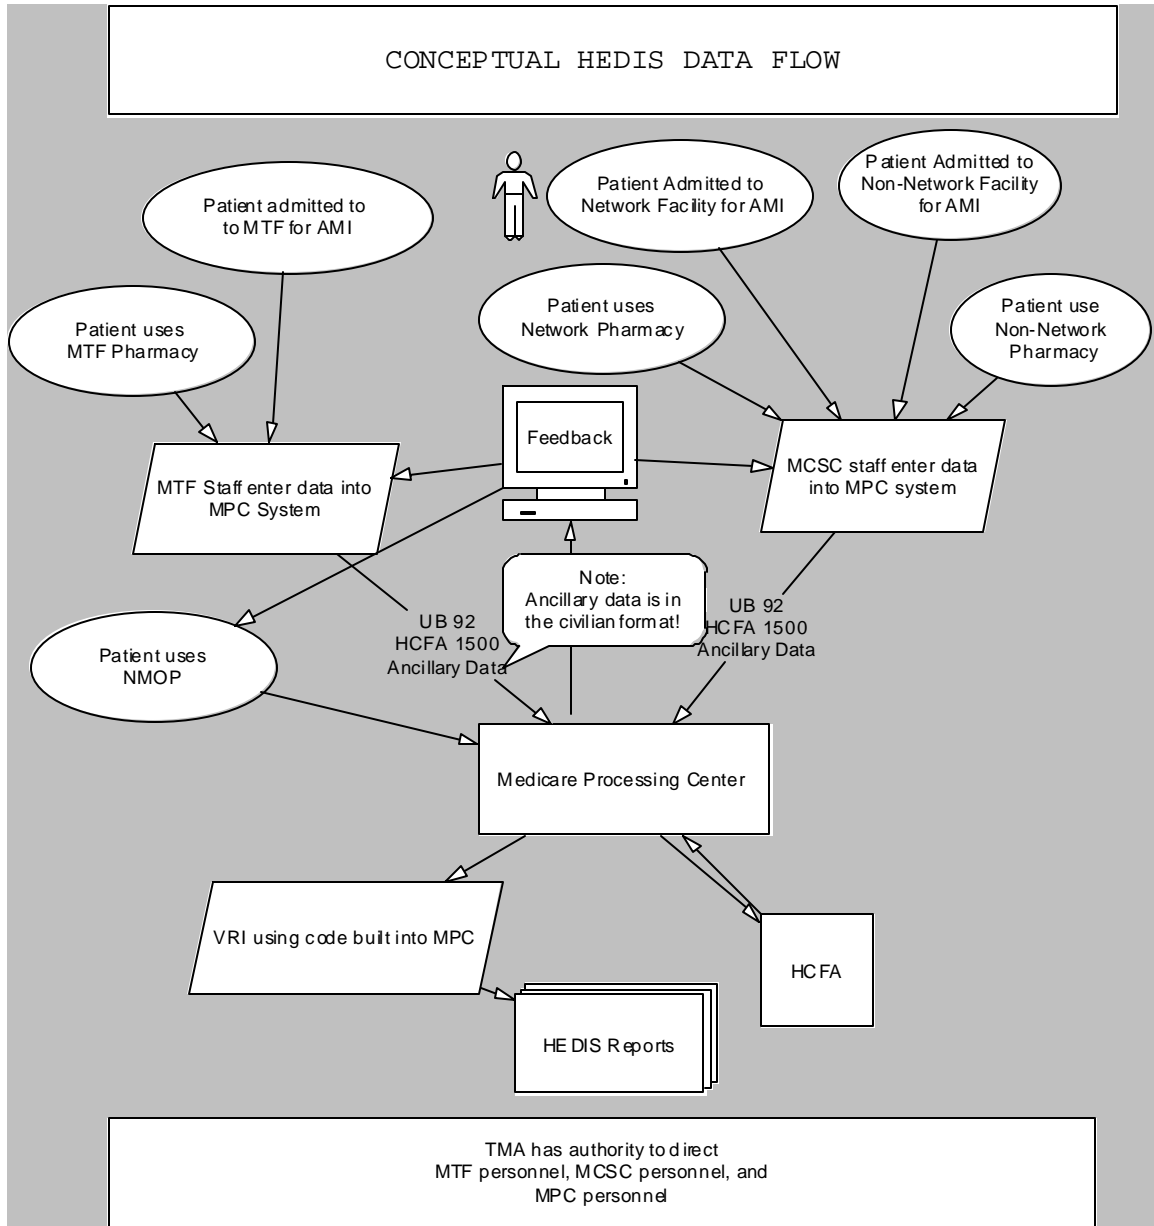 CONCEPTUAL HEDIS DATA FLOW
Patient admitted to
to MTF for AMI
Patient Admitted to
Network Facility for AMI
Patient Admitted to
Non-Network Facility
for AMI
Patient uses
MTF Pharmacy
Patient uses
Network Pharmacy
Patient use
Non-Network
Pharmacy
Feedback
MTF Staff enter data into
MPC System
MCSC staff enter data
into MPC system
Note:
Ancillary data is in
the civilian format!
UB 92
HCFA 1500
Ancillary Data
UB 92
HCFA 1500
Ancillary Data
Patient uses
NMOP
Medicare Processing Center
VRI using code built into MPC
HCFA
HEDIS Reports
TMA has authority to direct
MTF personnel, MCSC personnel, and
MPC personnel